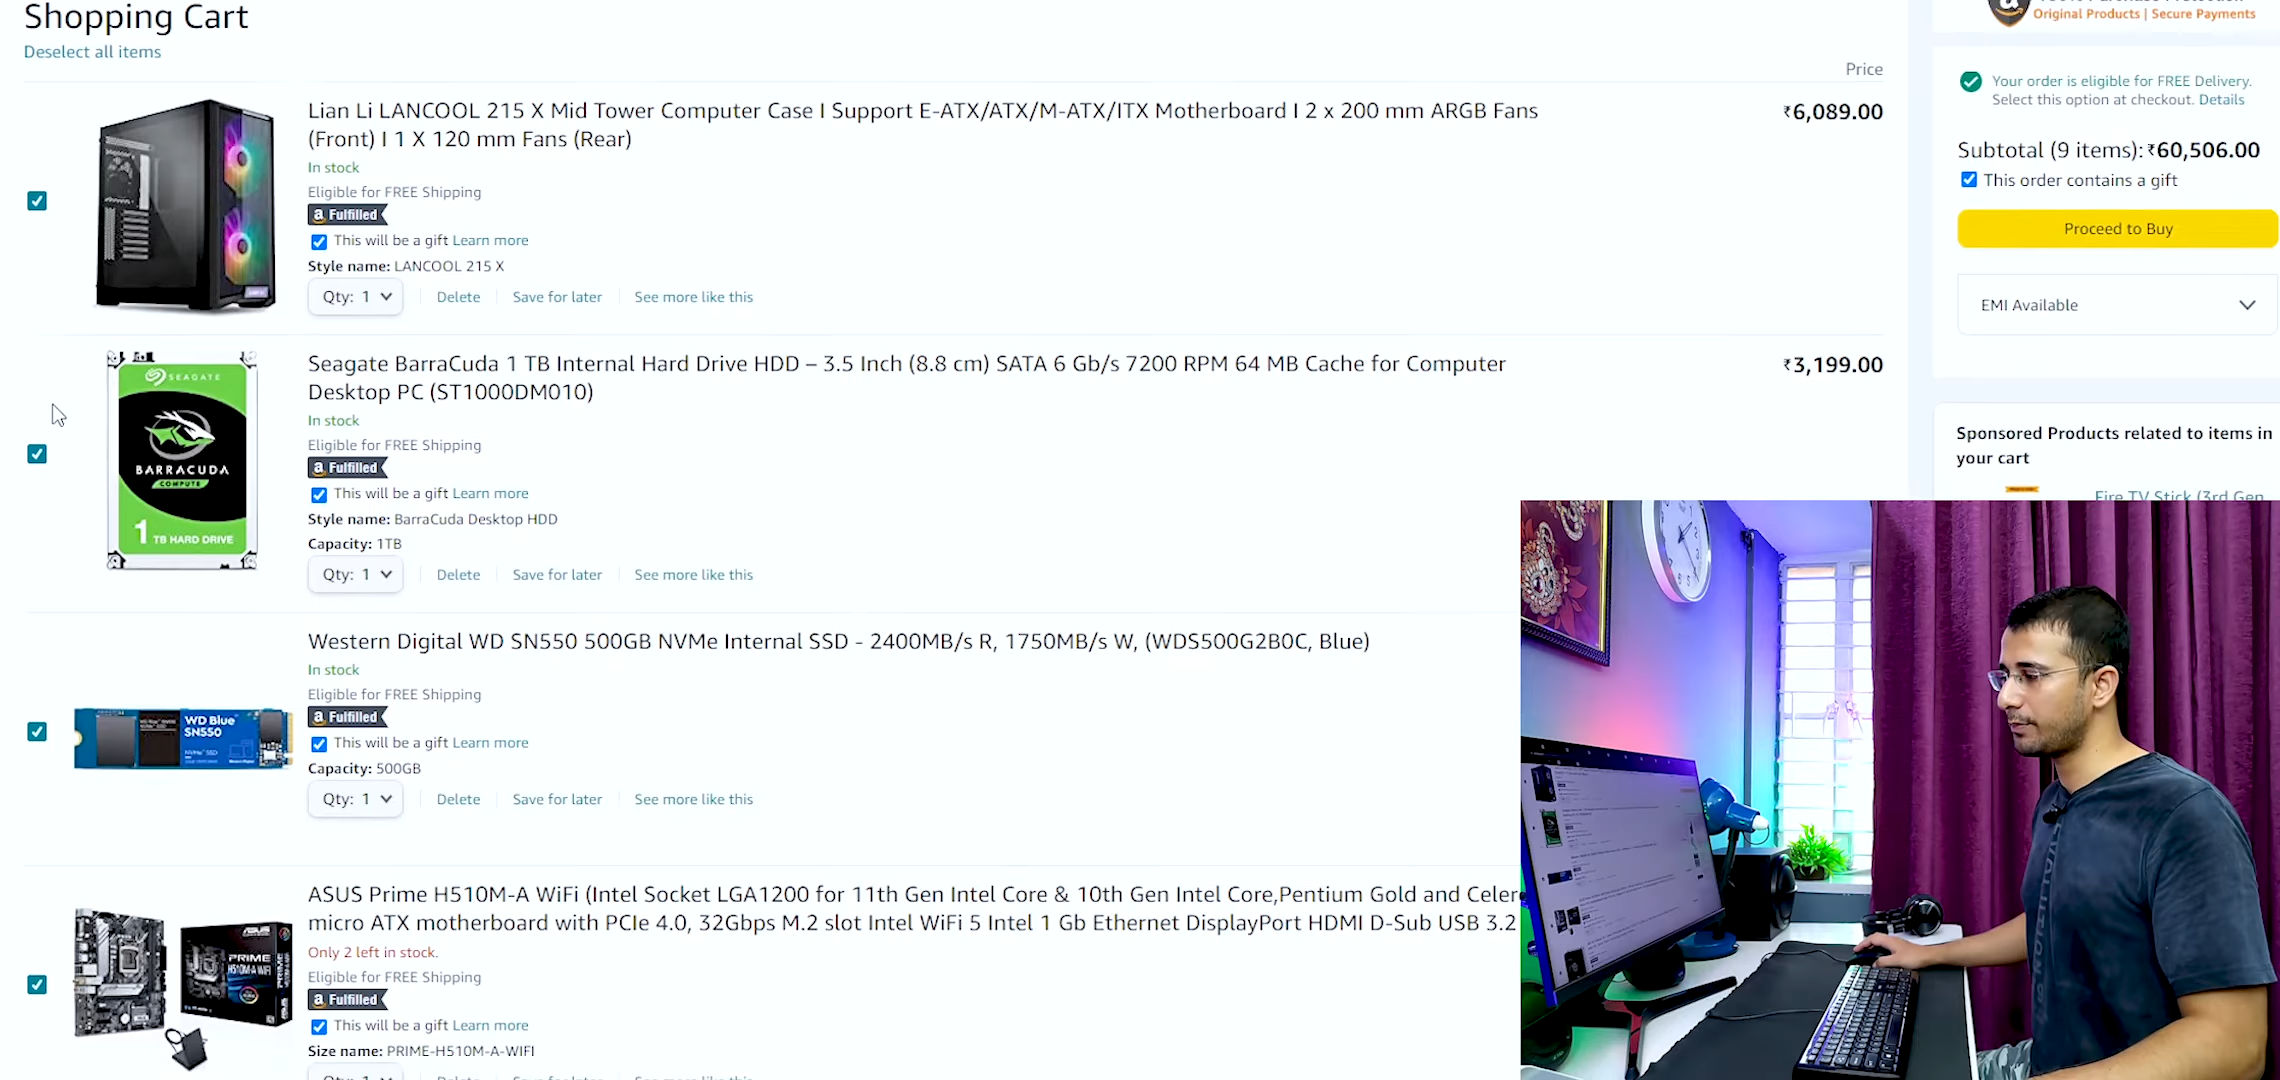 Shopping Cart
Deselect all items
Price
Lian Li LANCOOL 215 X Mid Tower Computer Case I Support E-ATX/ATX/M-ATX/ITX Motherboard I 2 x 200 mm ARGB Fans
(Front) I 1 X 120 mm Fans (Rear)
₹6,089.00
In stock
Eligible for FREE Shipping
a Fulfilled
This will be a gift Learn more
Style name: LANCOOL 215 X
Qty: 1
Delete
Save for later
See more like this
SEAGATE
BARRACUDA
COMPUTE
1 TB HARD DRIVE
Seagate BarraCuda 1 TB Internal Hard Drive HDD – 3.5 Inch (8.8 cm) SATA 6 Gb/s 7200 RPM 64 MB Cache for Computer
Desktop PC (ST1000DM010)
₹3,199.00
In stock
Eligible for FREE Shipping
a Fulfilled
This will be a gift Learn more
Style name: BarraCuda Desktop HDD
Capacity: 1TB
Qty: 1
Delete
Save for later
See more like this
WD Blue
SN550
NVMe SSD
Western Digital WD SN550 500GB NVMe Internal SSD - 2400MB/s R, 1750MB/s W, (WDS500G2B0C, Blue)
In stock
Eligible for FREE Shipping
a Fulfilled
This will be a gift Learn more
Capacity: 500GB
Qty: 1
Delete
Save for later
See more like this
ASUS
PRIME
H510M-A WIFI
PRIME
ASUS Prime H510M-A WiFi (Intel Socket LGA1200 for 11th Gen Intel Core & 10th Gen Intel Core,Pentium Gold and Celer
micro ATX motherboard with PCIe 4.0, 32Gbps M.2 slot Intel WiFi 5 Intel 1 Gb Ethernet DisplayPort HDMI D-Sub USB 3.2
Only 2 left in stock.
Eligible for FREE Shipping
a Fulfilled
This will be a gift Learn more
Size name: PRIME-H510M-A-WIFI
Qty: 1
Original Products | Secure Payments
Your order is eligible for FREE Delivery.
Select this option at checkout. Details
Subtotal (9 items): ₹60,506.00
This order contains a gift
Proceed to Buy
EMI Available
Sponsored Products related to items in
your cart
Fire TV Stick (3rd Gen